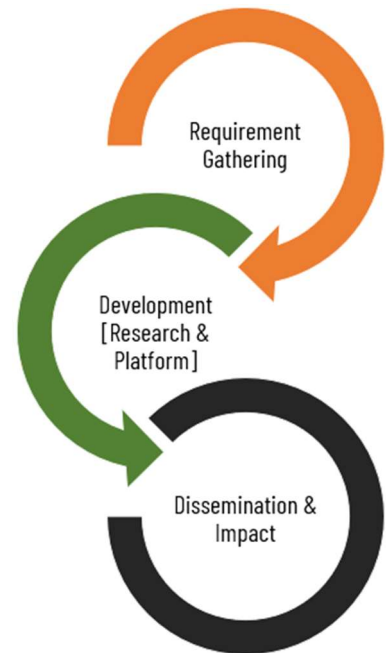 Requirement
Gathering
Development
[Research &
Platform]
Dissemination &
Impact